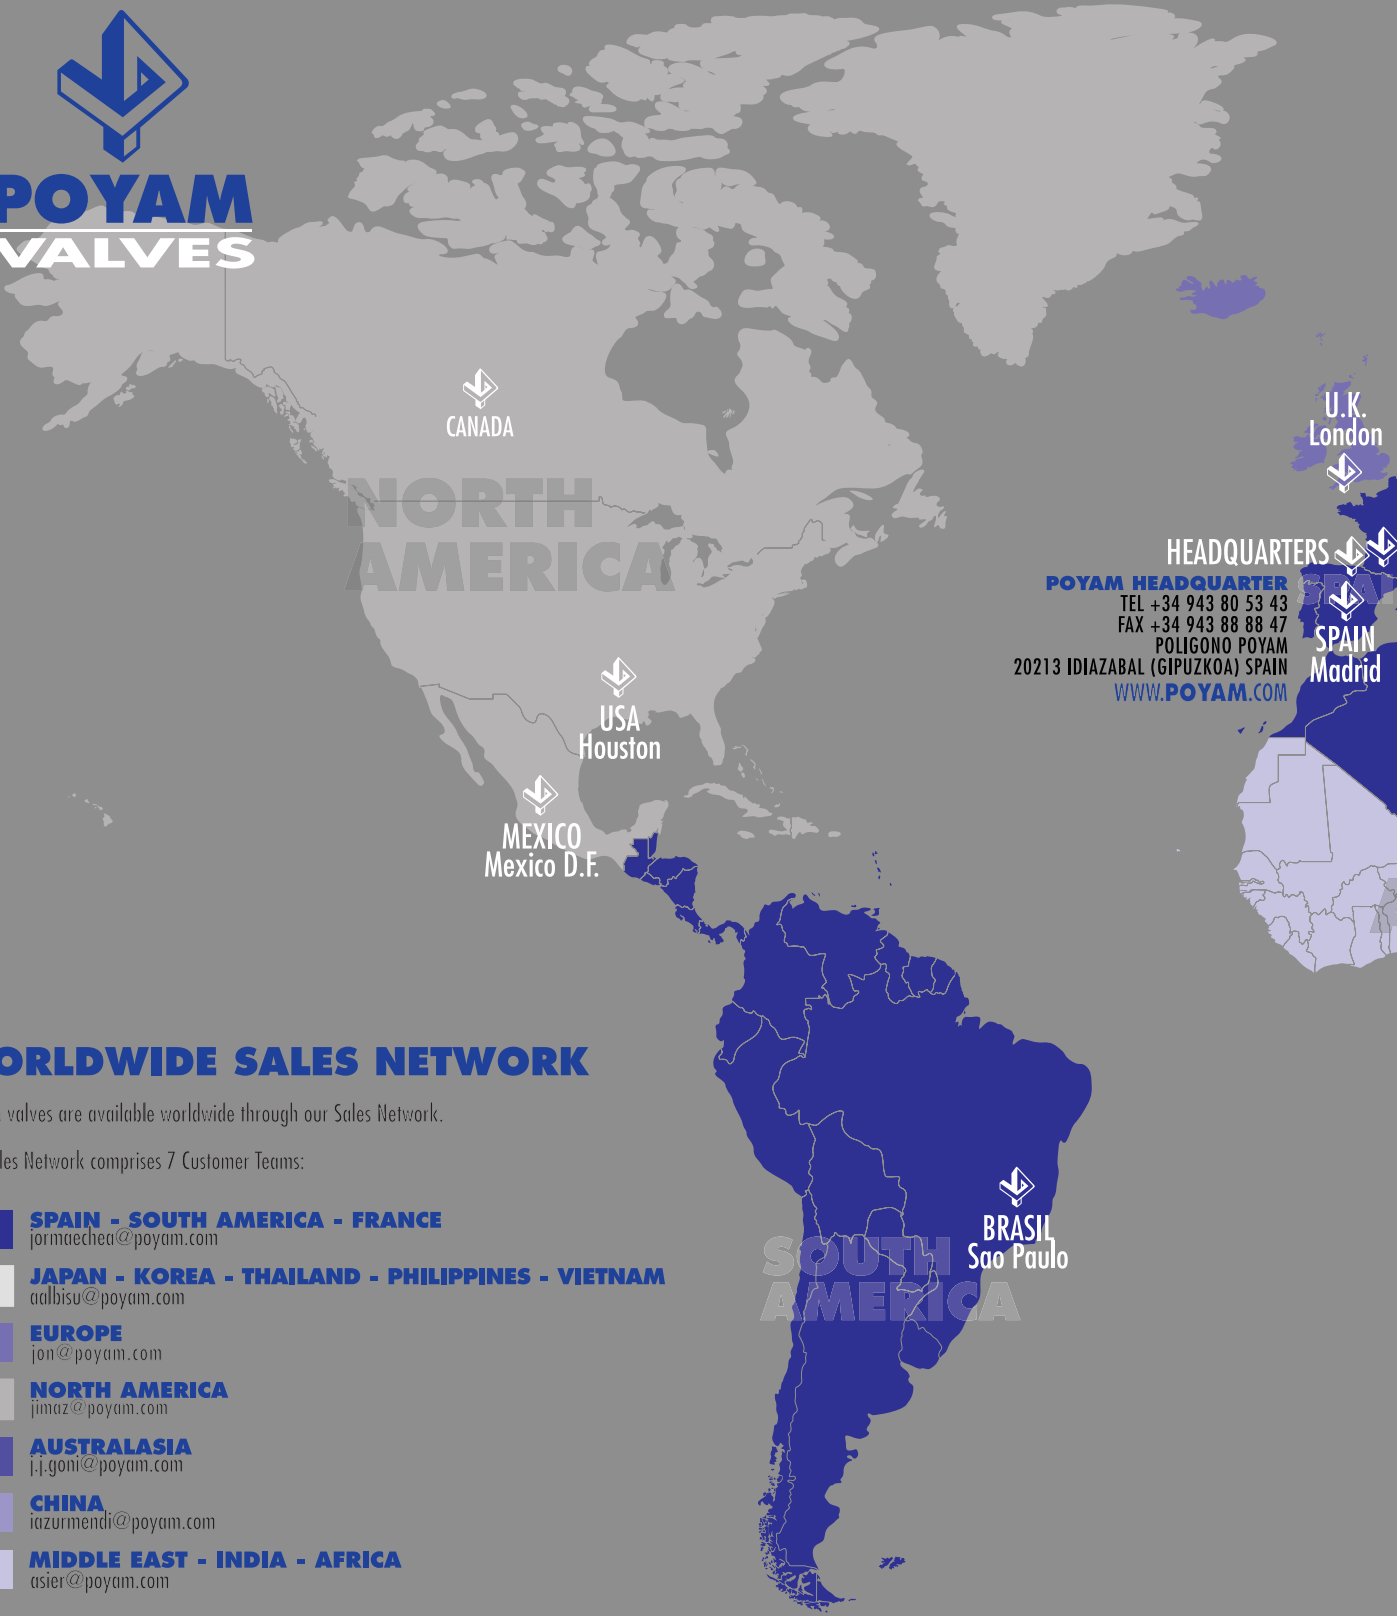 POYAM
VALVES
CANADA
NORTH
AMERICA
U.K.
London
HEADQUARTERS
POYAM HEADQUARTER
TEL +34 943 80 53 43
FAX +34 943 88 88 47
POLIGONO POYAM
20213 IDIAZABAL (GIPUZKOA) SPAIN
WWW.POYAM.COM
SPAIN
Madrid
USA
Houston
MEXICO
Mexico D.F.
ORLDWIDE SALES NETWORK
valves are available worldwide through our Sales Network.
les Network comprises 7 Customer Teams:
SPAIN - SOUTH AMERICA - FRANCE
jormaechea@poyam.com
JAPAN - KOREA - THAILAND - PHILIPPINES - VIETNAM
aalbisu@poyam.com
EUROPE
jon@poyam.com
NORTH AMERICA
jimaz@poyam.com
AUSTRALASIA
j.j.goni@poyam.com
CHINA
iazurmendi@poyam.com
MIDDLE EAST - INDIA - AFRICA
asier@poyam.com
BRASIL
Sao Paulo
SOUTH
AMERICA